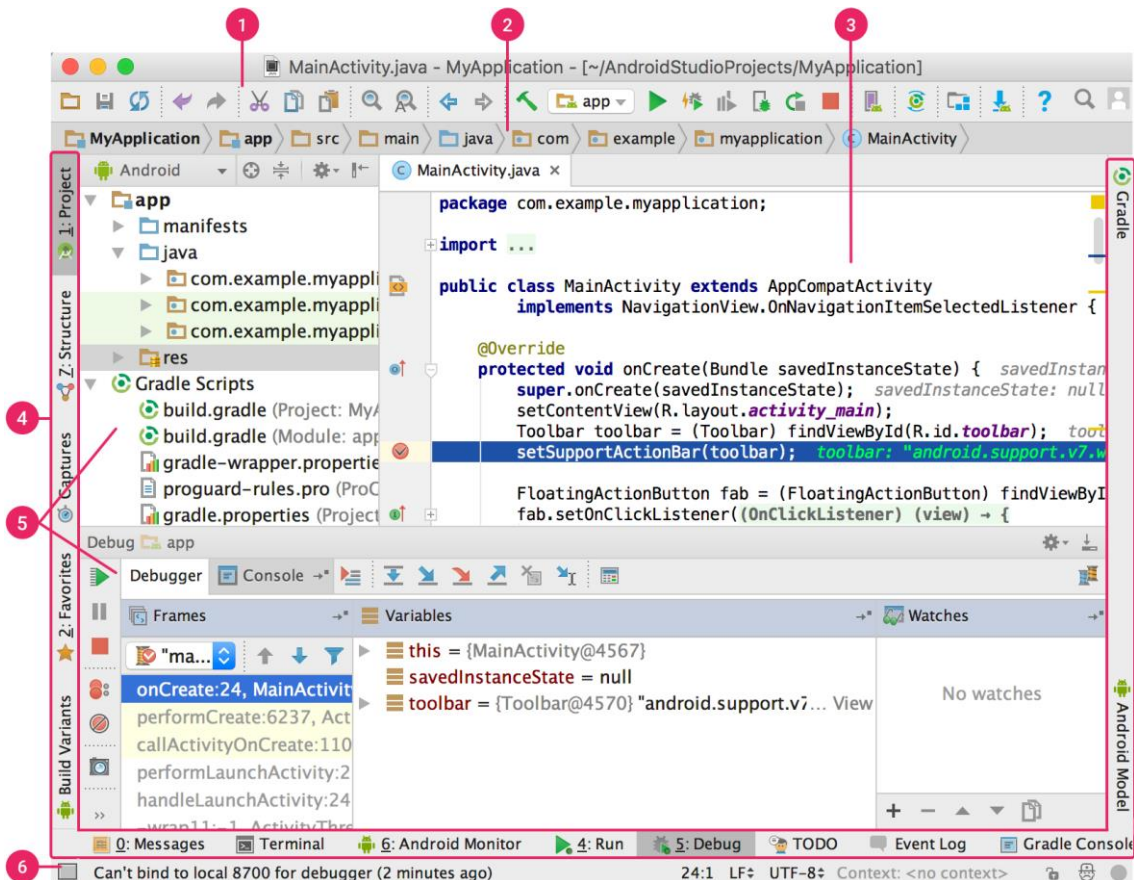 1
2
3
MainActivity.java - MyApplication - [~/AndroidStudioProjects/MyApplication]
app
MyApplication app src main java com example myapplication MainActivity
1: Project
Z: Structure
Captures
2: Favorites
Build Variants
4
5
6
Android
app
manifests
java
com.example.myappli
com.example.myappli
com.example.myappli
res
Gradle Scripts
build.gradle (Project: MyA
build.gradle (Module: app
gradle-wrapper.propertie
proguard-rules.pro (ProG
gradle.properties (Project
MainActivity.java
package com.example.myapplication;
import ...
public class MainActivity extends AppCompatActivity
implements NavigationView.OnNavigationItemSelectedListener {
@Override
protected void onCreate(Bundle savedInstanceState) { savedInstan
super.onCreate(savedInstanceState); savedInstanceState: null
setContentView(R.layout.activity_main);
Toolbar toolbar = (Toolbar) findViewById(R.id.toolbar); tool
setSupportActionBar(toolbar); toolbar: "android.support.v7.w
FloatingActionButton fab = (FloatingActionButton) findViewByI
fab.setOnClickListener((OnClickListener) (view) → {
Gradle
Android Model
Debug app
Debugger Console
Frames
Variables
Watches
"ma...
onCreate:24, MainActivit
performCreate:6237, Act
callActivityOnCreate:110
performLaunchActivity:2
handleLaunchActivity:24
-wrap11:-1, ActivityThre
this = {MainActivity@4567}
savedInstanceState = null
toolbar = {Toolbar@4570} "android.support.v7... View
No watches
0: Messages Terminal 6: Android Monitor 4: Run 5: Debug TODO Event Log Gradle Console
Can't bind to local 8700 for debugger (2 minutes ago) 24:1 LF UTF-8 Context: <no context>